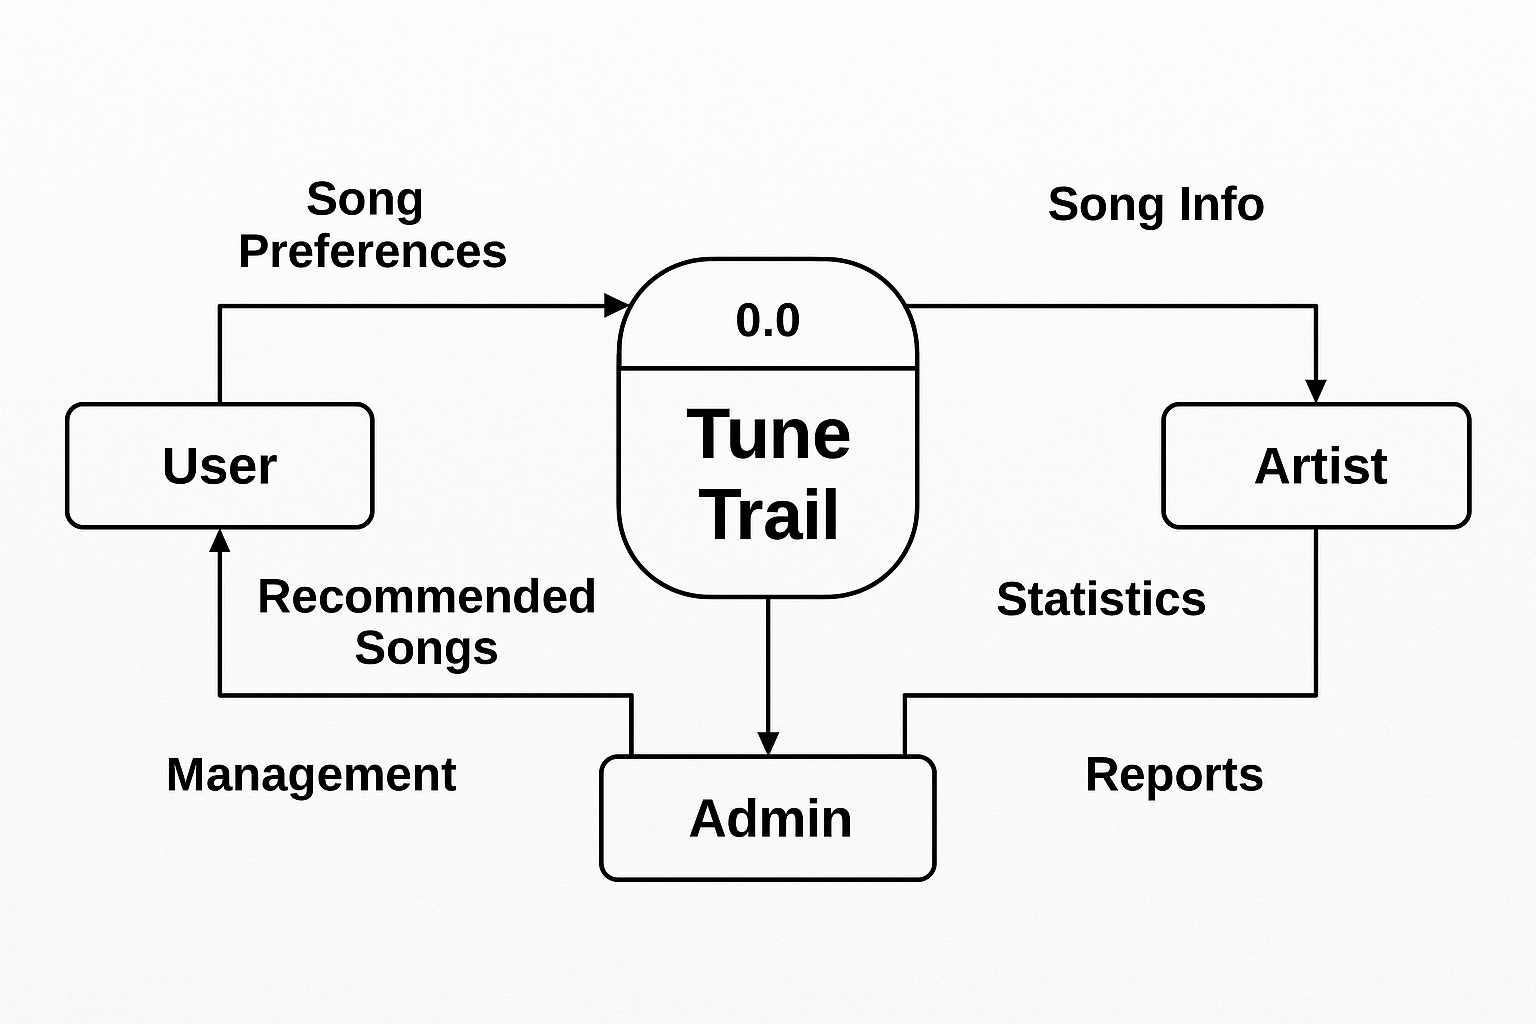 Song
Preferences
Song Info
0.0
Tune
Trail
User
Artist
Recommended
Songs
Statistics
Management
Reports
Admin